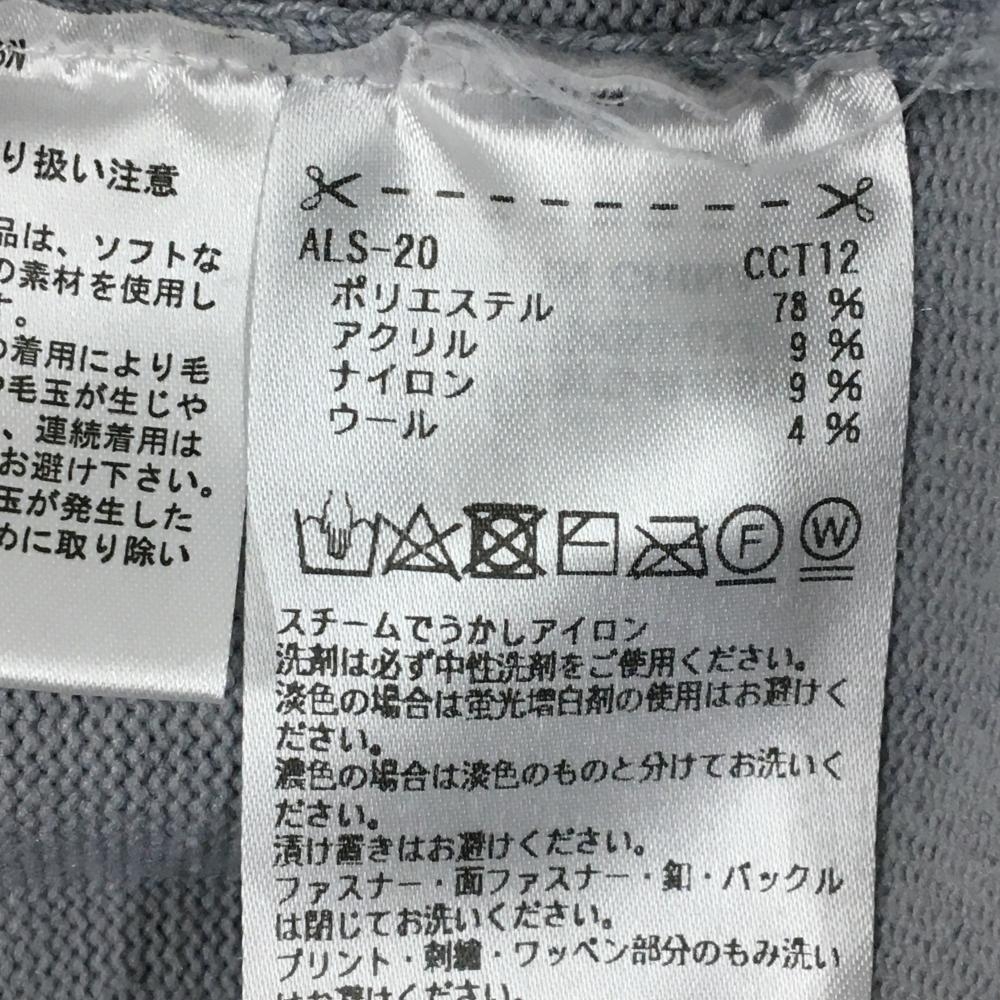 り扱い注意
品は、ソフトな
の素材を使用し
す。
の着用により毛
や毛玉が生じや
、連続着用は
お避け下さい。
玉が発生した
めに取り除い
ALS-20 CCT12
ポリエステル 78 %
アクリル 9 %
ナイロン 9 %
ウール 4 %
F W
スチームでうかしアイロン
洗剤は必ず中性洗剤をご使用ください。
淡色の場合は蛍光増白剤の使用はお避けく
ださい。
濃色の場合は淡色のものと分けてお洗いく
ださい。
漬け置きはお避けください。
ファスナー・面ファスナー・釦・バックル
は閉じてお洗いください。
プリント・刺繍・ワッペン部分のもみ洗い
はお避けください。